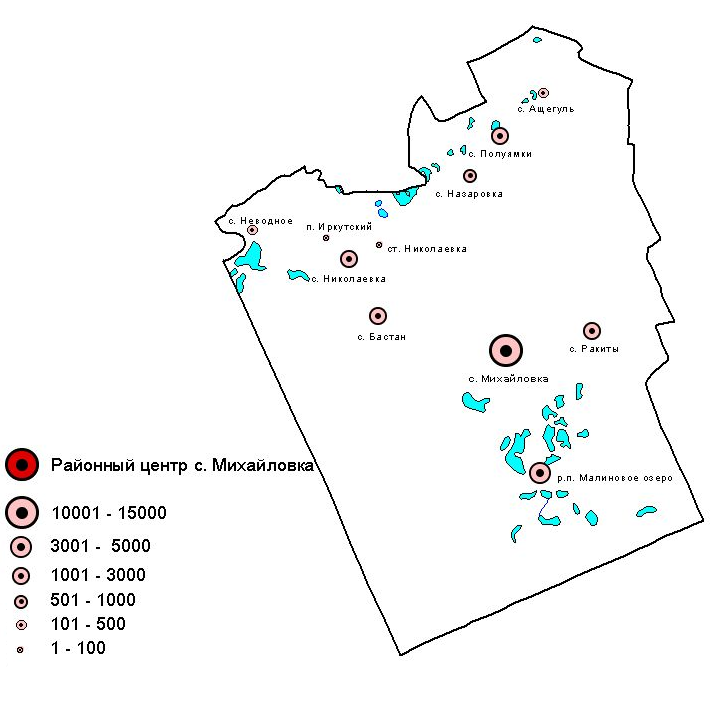 с. Ащегуль
с. Полуямки
с. Назаровка
с. Неводное
п. Иркутский
ст. Николаевка
с. Николаевка
с. Бастан
с. Ракиты
с. Михайловка
р.п. Малиновое озеро
Районный центр с. Михайловка
10001 - 15000
3001 - 5000
1001 - 3000
501 - 1000
101 - 500
1 - 100